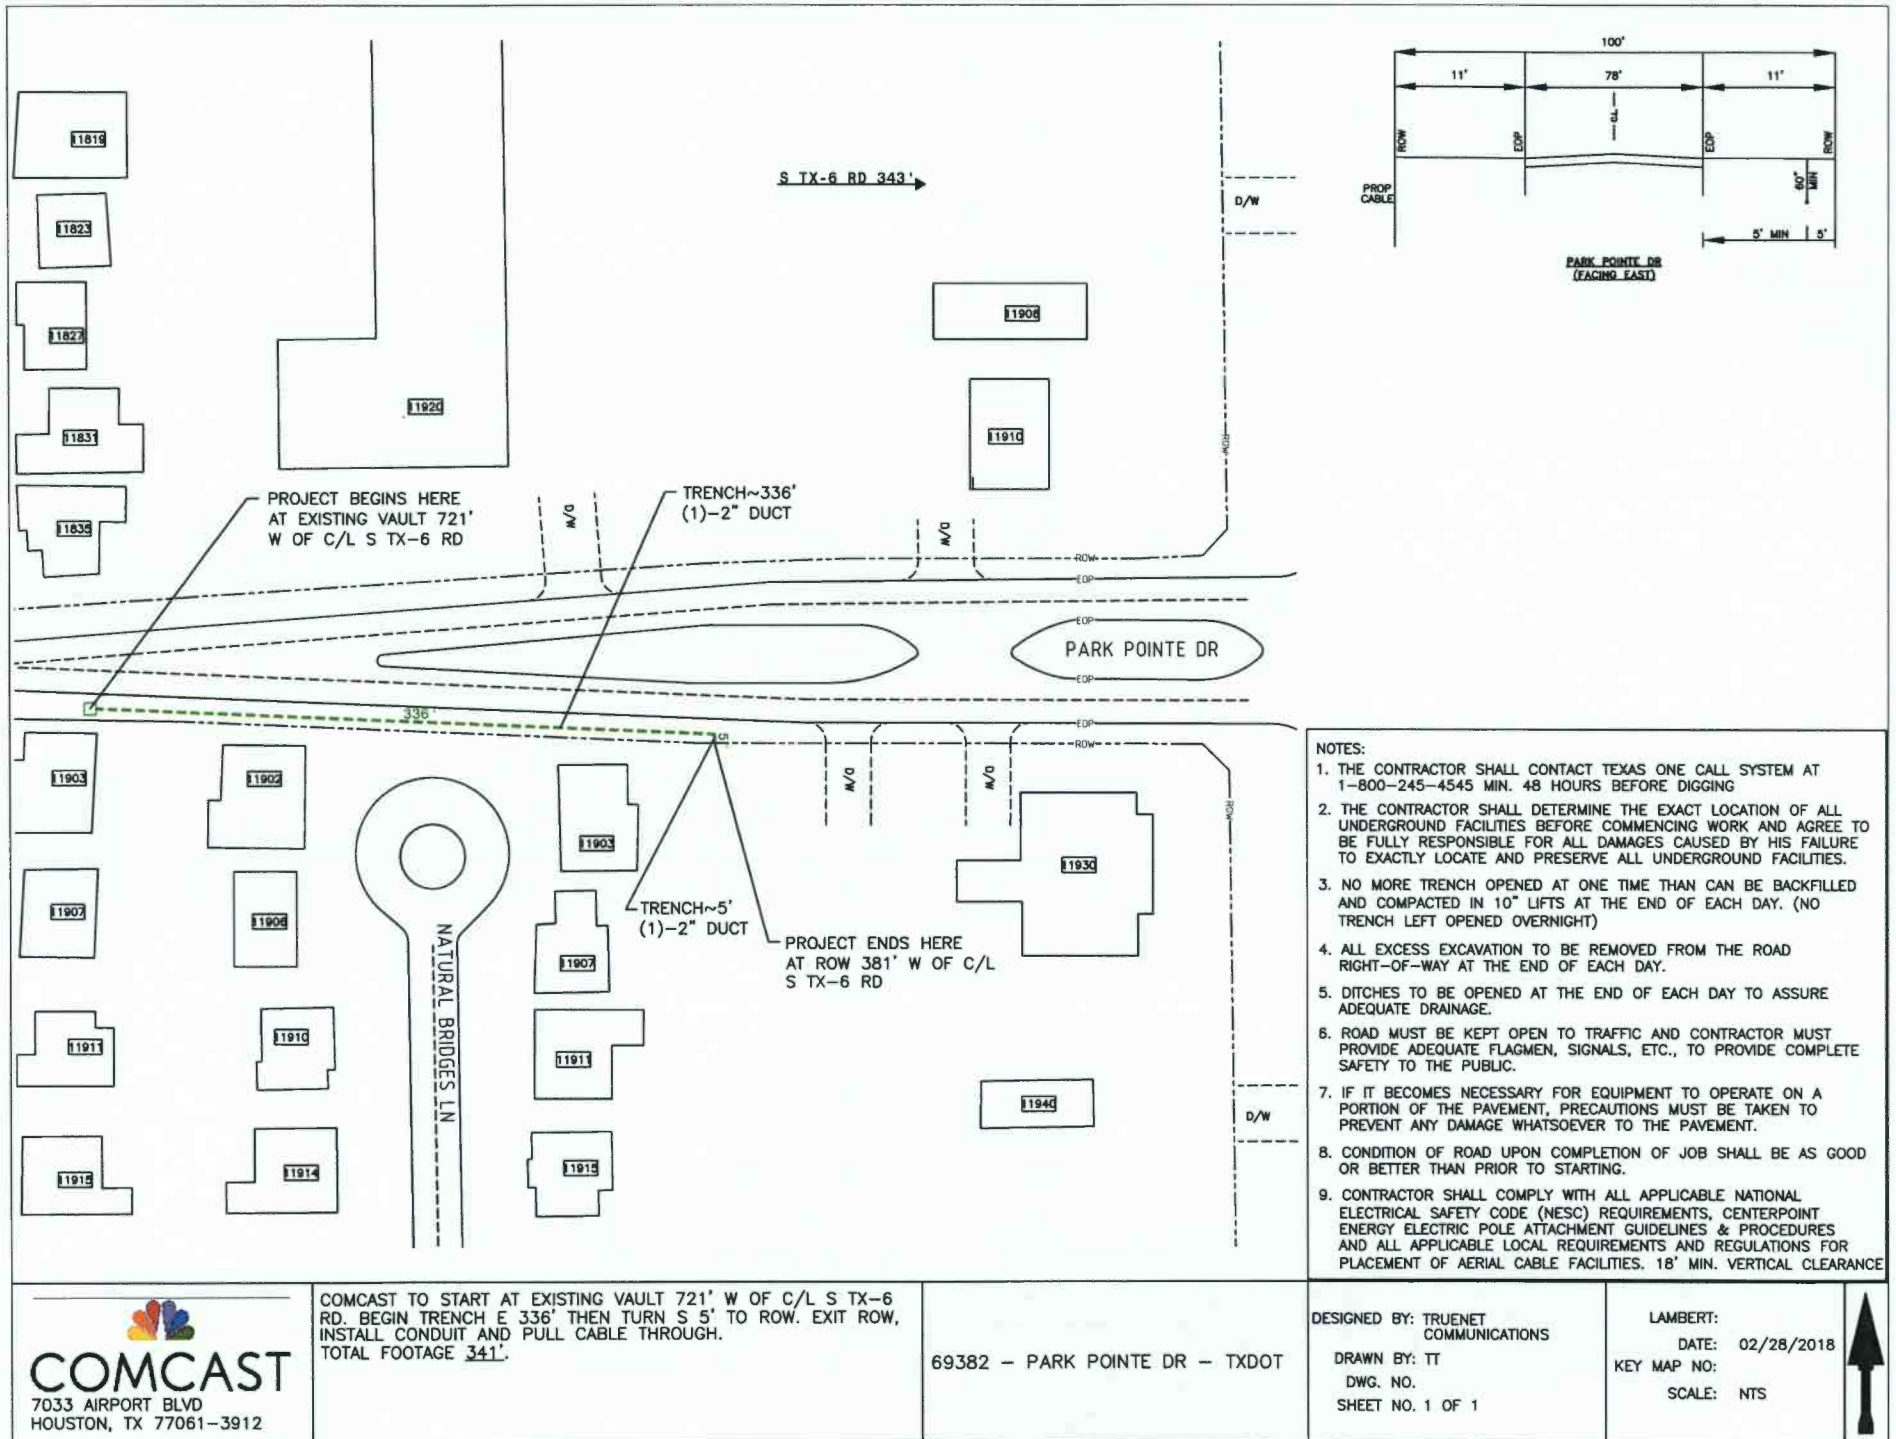 11819
11823
11827
11831
11835
11920
S TX-6 RD 343'
D/W
11908
11910
ROW
100'
11'
78'
11'
ROW
EOP
C/L
EOP
ROW
PROP
CABLE
60" MIN
5' MIN
5'
PARK POINTE DR
(FACING EAST)
PROJECT BEGINS HERE
AT EXISTING VAULT 721'
W OF C/L S TX-6 RD
TRENCH~336'
(1)-2" DUCT
D/W
D/W
ROW
EOP
EOP
PARK POINTE DR
EOP
336'
5'
EOP
ROW
D/W
D/W
ROW
11903
11902
11903
11930
11907
11906
11907
NATURAL BRIDGES LN
TRENCH~5'
(1)-2" DUCT
PROJECT ENDS HERE
AT ROW 381' W OF C/L
S TX-6 RD
11911
11910
11911
11940
D/W
11915
11914
11915
NOTES:
1. THE CONTRACTOR SHALL CONTACT TEXAS ONE CALL SYSTEM AT
1-800-245-4545 MIN. 48 HOURS BEFORE DIGGING
2. THE CONTRACTOR SHALL DETERMINE THE EXACT LOCATION OF ALL
UNDERGROUND FACILITIES BEFORE COMMENCING WORK AND AGREE TO
BE FULLY RESPONSIBLE FOR ALL DAMAGES CAUSED BY HIS FAILURE
TO EXACTLY LOCATE AND PRESERVE ALL UNDERGROUND FACILITIES.
3. NO MORE TRENCH OPENED AT ONE TIME THAN CAN BE BACKFILLED
AND COMPACTED IN 10" LIFTS AT THE END OF EACH DAY. (NO
TRENCH LEFT OPENED OVERNIGHT)
4. ALL EXCESS EXCAVATION TO BE REMOVED FROM THE ROAD
RIGHT-OF-WAY AT THE END OF EACH DAY.
5. DITCHES TO BE OPENED AT THE END OF EACH DAY TO ASSURE
ADEQUATE DRAINAGE.
6. ROAD MUST BE KEPT OPEN TO TRAFFIC AND CONTRACTOR MUST
PROVIDE ADEQUATE FLAGMEN, SIGNALS, ETC., TO PROVIDE COMPLETE
SAFETY TO THE PUBLIC.
7. IF IT BECOMES NECESSARY FOR EQUIPMENT TO OPERATE ON A
PORTION OF THE PAVEMENT, PRECAUTIONS MUST BE TAKEN TO
PREVENT ANY DAMAGE WHATSOEVER TO THE PAVEMENT.
8. CONDITION OF ROAD UPON COMPLETION OF JOB SHALL BE AS GOOD
OR BETTER THAN PRIOR TO STARTING.
9. CONTRACTOR SHALL COMPLY WITH ALL APPLICABLE NATIONAL
ELECTRICAL SAFETY CODE (NESC) REQUIREMENTS, CENTERPOINT
ENERGY ELECTRIC POLE ATTACHMENT GUIDELINES & PROCEDURES
AND ALL APPLICABLE LOCAL REQUIREMENTS AND REGULATIONS FOR
PLACEMENT OF AERIAL CABLE FACILITIES. 18' MIN. VERTICAL CLEARANCE
COMCAST
7033 AIRPORT BLVD
HOUSTON, TX 77061-3912
COMCAST TO START AT EXISTING VAULT 721' W OF C/L S TX-6
RD. BEGIN TRENCH E 336' THEN TURN S 5' TO ROW. EXIT ROW,
INSTALL CONDUIT AND PULL CABLE THROUGH.
TOTAL FOOTAGE 341'.
69382 - PARK POINTE DR - TXDOT
DESIGNED BY: TRUENET
COMMUNICATIONS
DRAWN BY: TT
DWG. NO.
SHEET NO. 1 OF 1
LAMBERT:
DATE: 02/28/2018
KEY MAP NO:
SCALE: NTS